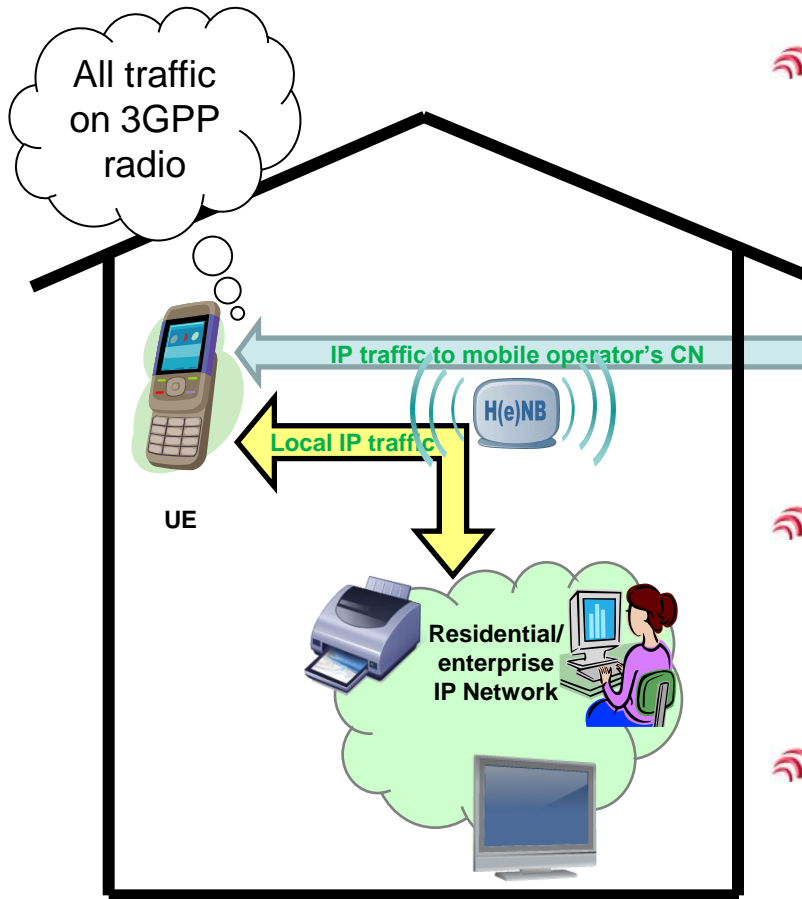 All traffic
on 3GPP
radio
IP traffic to mobile operator’s CN
H(e)NB
Local IP traffic
UE
Residential/
enterprise
IP Network